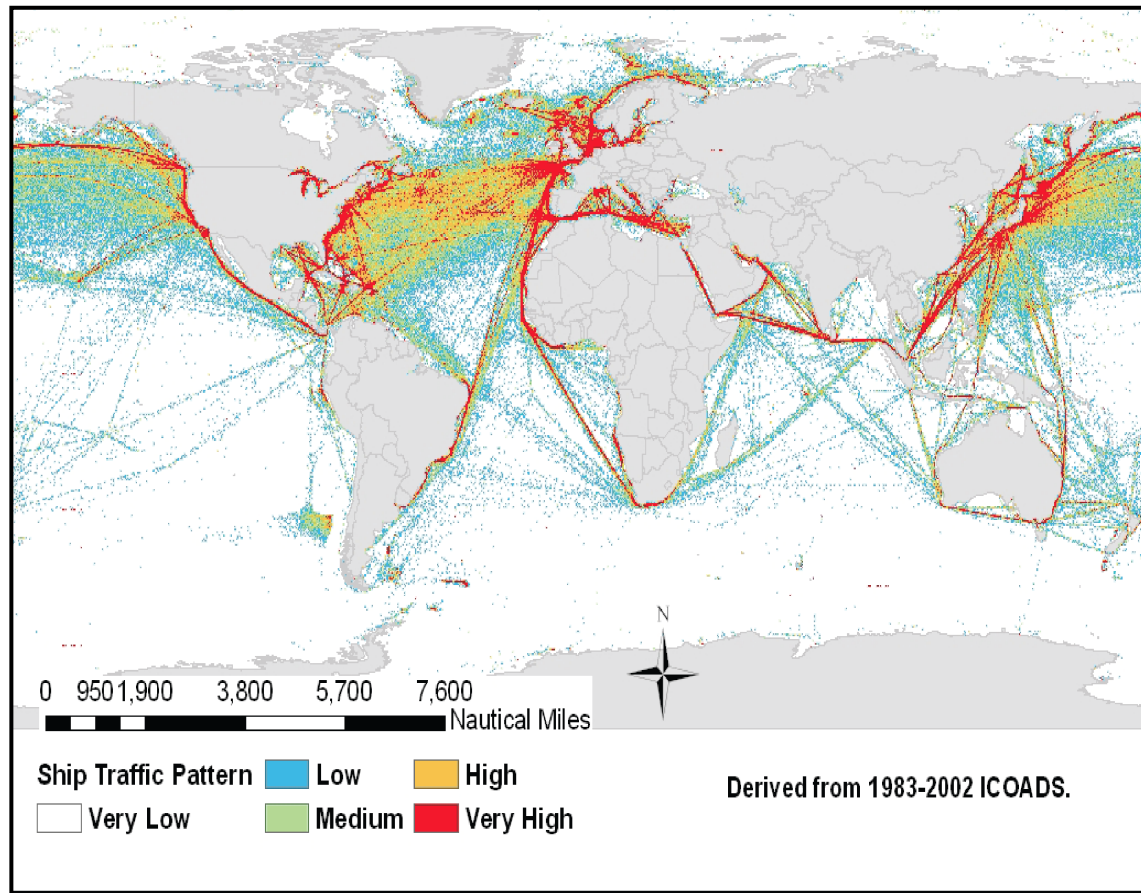 N
0 950 1,900 3,800 5,700 7,600
Nautical Miles
Ship Traffic Pattern Low High
Very Low Medium Very High
Derived from 1983-2002 ICOADS.